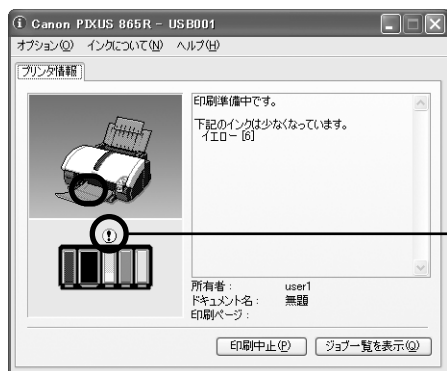 Canon PIXUS 865R - USB001
オプション(O) インクについて(N) ヘルプ(H)
プリンタ情報
印刷準備中です。
下記のインクは少なくなっています。
イエロー [6]
所有者： user1
ドキュメント名： 無題
印刷ページ：
印刷中止(P) ジョブ一覧を表示(Q)